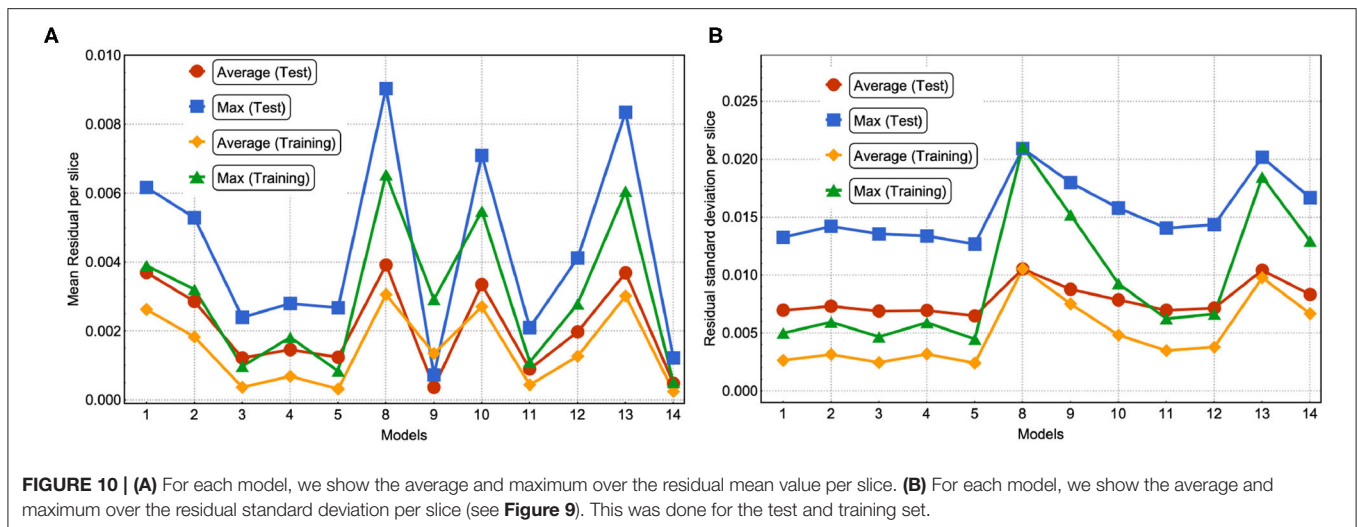 A
0.010
0.008
0.006
0.004
0.002
0.000
Mean Residual per slice
Average (Test)
Max (Test)
Average (Training)
Max (Training)
1 2 3 4 5 8 9 10 11 12 13 14
Models
B
0.025
0.020
0.015
0.010
0.005
0.000
Residual standard deviation per slice
Average (Test)
Max (Test)
Average (Training)
Max (Training)
1 2 3 4 5 8 9 10 11 12 13 14
Models
FIGURE 10 | (A) For each model, we show the average and maximum over the residual mean value per slice. (B) For each model, we show the average and
maximum over the residual standard deviation per slice (see Figure 9). This was done for the test and training set.